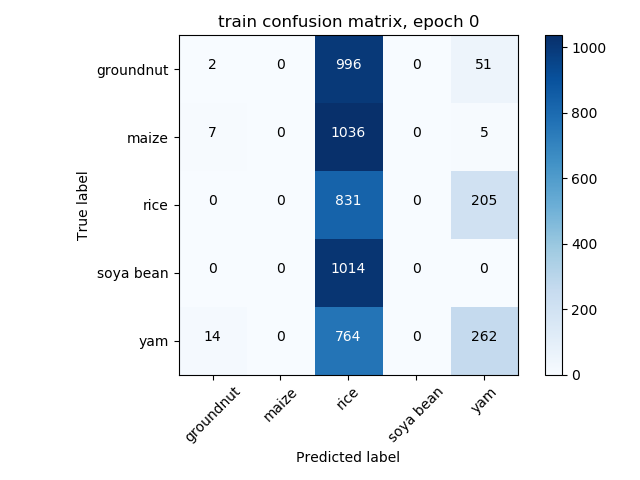 train confusion matrix, epoch 0
groundnut 2 0 996 0 51
maize 7 0 1036 0 5
rice 0 0 831 0 205
soya bean 0 0 1014 0 0
yam 14 0 764 0 262
groundnut maize rice soya bean yam
True label
Predicted label
1000
800
600
400
200
0